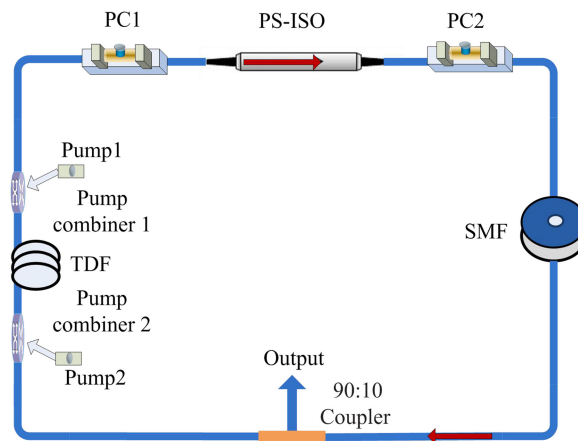 PC1
PS-ISO
PC2
Pump1
Pump
combiner 1
TDF
SMF
Pump
combiner 2
Pump2
Output
90:10
Coupler